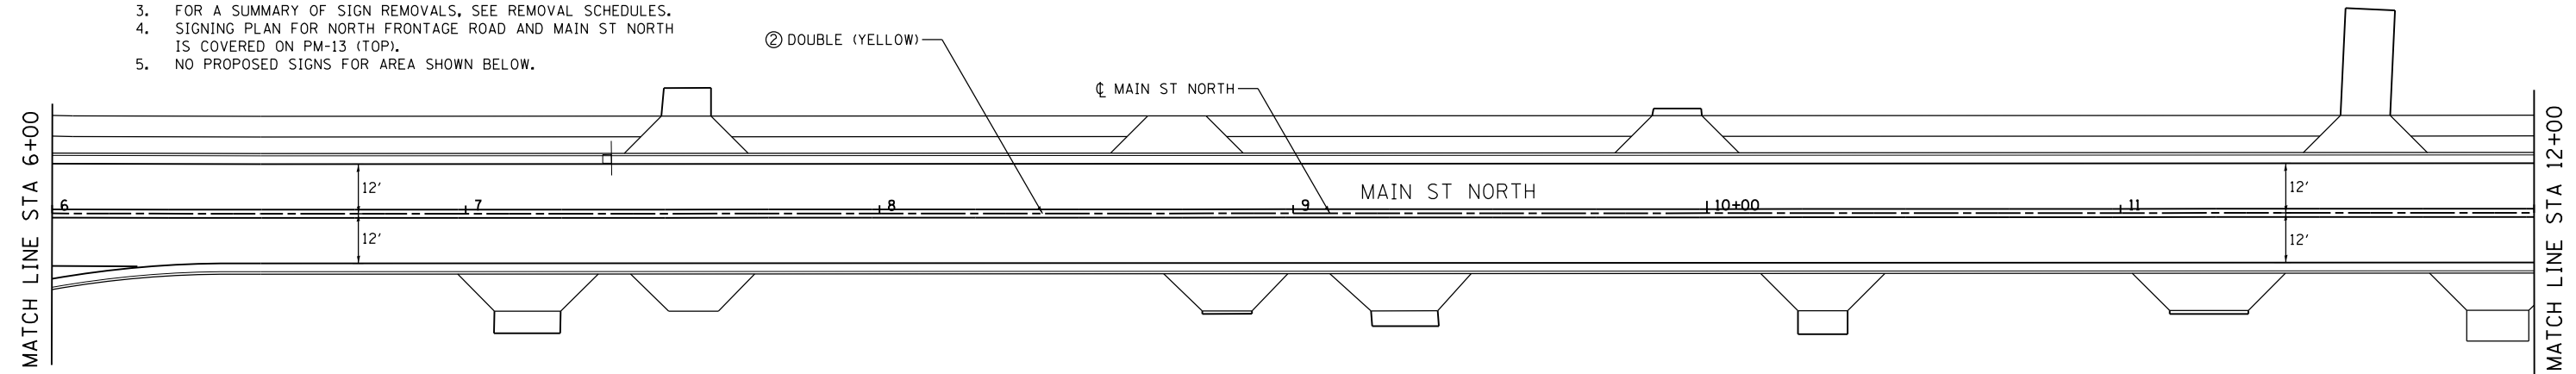 3. FOR A SUMMARY OF SIGN REMOVALS, SEE REMOVAL SCHEDULES.
4. SIGNING PLAN FOR NORTH FRONTAGE ROAD AND MAIN ST NORTH
IS COVERED ON PM-13 (TOP).
5. NO PROPOSED SIGNS FOR AREA SHOWN BELOW.
② DOUBLE (YELLOW)
℄ MAIN ST NORTH
MATCH LINE STA 6+00
MATCH LINE STA 12+00
12'
12'
MAIN ST NORTH
6
7
8
9
10+00
11
12'
12'